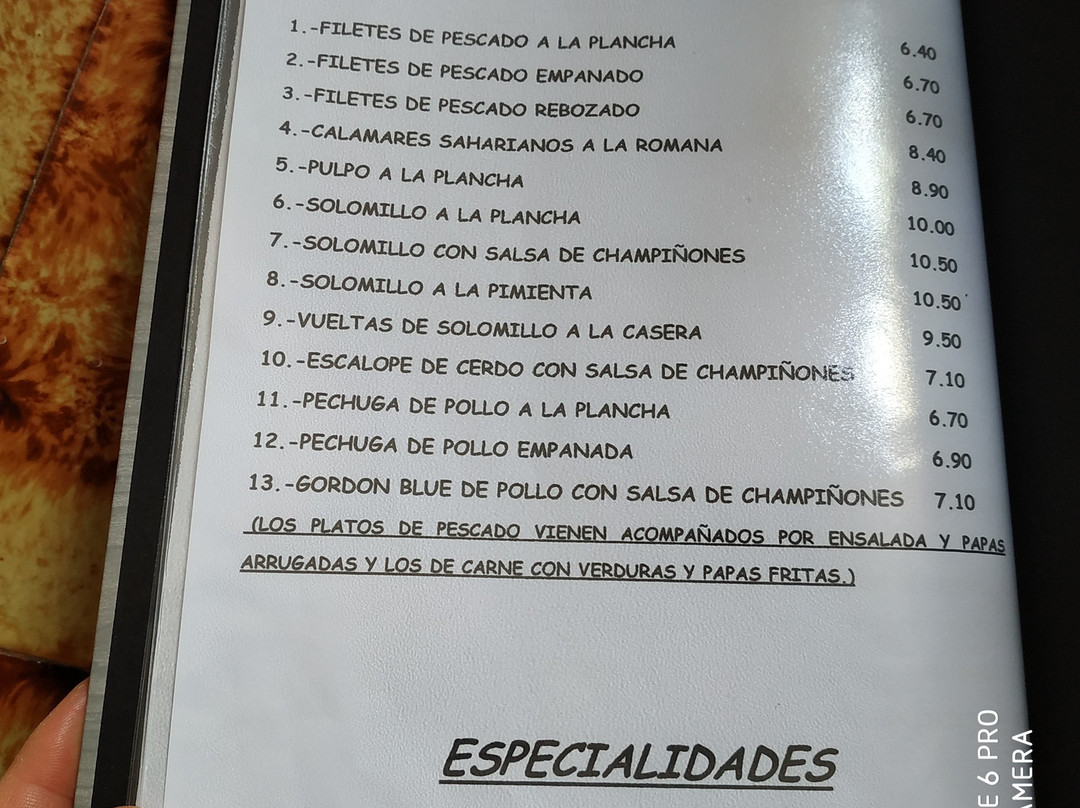 1.-FILETES DE PESCADO A LA PLANCHA 6.40
2.-FILETES DE PESCADO EMPANADO 6.70
3.-FILETES DE PESCADO REBOZADO 6.70
4.-CALAMARES SAHARIANOS A LA ROMANA 8.40
5.-PULPO A LA PLANCHA 8.90
6.-SOLOMILLO A LA PLANCHA 10.00
7.-SOLOMILLO CON SALSA DE CHAMPIÑONES 10.50
8.-SOLOMILLO A LA PIMIENTA 10.50
9.-VUELTAS DE SOLOMILLO A LA CASERA 9.50
10.-ESCALOPE DE CERDO CON SALSA DE CHAMPIÑONES 7.10
11.-PECHUGA DE POLLO A LA PLANCHA 6.70
12.-PECHUGA DE POLLO EMPANADA 6.90
13.-GORDON BLUE DE POLLO CON SALSA DE CHAMPIÑONES 7.10
(LOS PLATOS DE PESCADO VIENEN ACOMPAÑADOS POR ENSALADA Y PAPAS
ARRUGADAS Y LOS DE CARNE CON VERDURAS Y PAPAS FRITAS.)
ESPECIALIDADES
E 6 PRO
AMERA